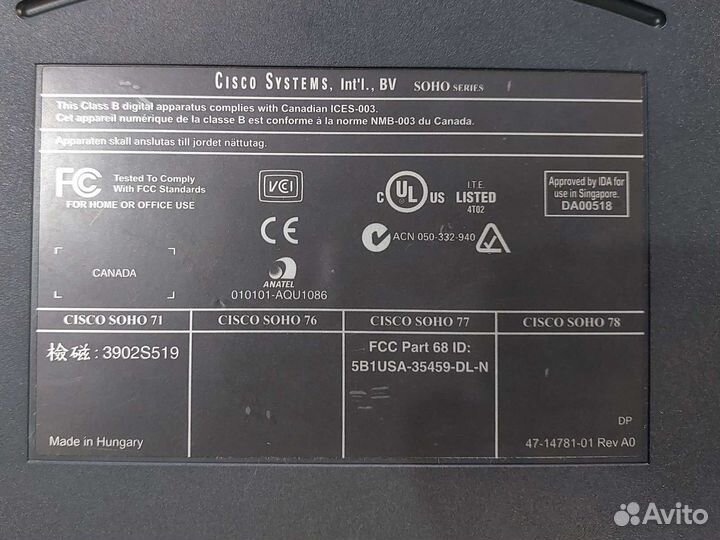 CISCO SYSTEMS, Int'l., BV SOHO SERIES
This Class B digital apparatus complies with Canadian ICES-003.
Cet appareil numérique de la classe B est conforme à la norme NMB-003 du Canada.
Apparaten skall anslutas till jordet nättutag.
FC
Tested To Comply
With FCC Standards
FOR HOME OR OFFICE USE
VCI
CE
ANATEL
010101-AQU1086
C UL US
I.T.E.
LISTED
4T02
ACN 050-332-940
Approved by IDA for
use in Singapore.
DA00518
CANADA
CISCO SOHO 71
檢磁: 3902S519
Made in Hungary
CISCO SOHO 76
CISCO SOHO 77
FCC Part 68 ID:
5B1USA-35459-DL-N
CISCO SOHO 78
DP
47-14781-01 Rev A0
Avito